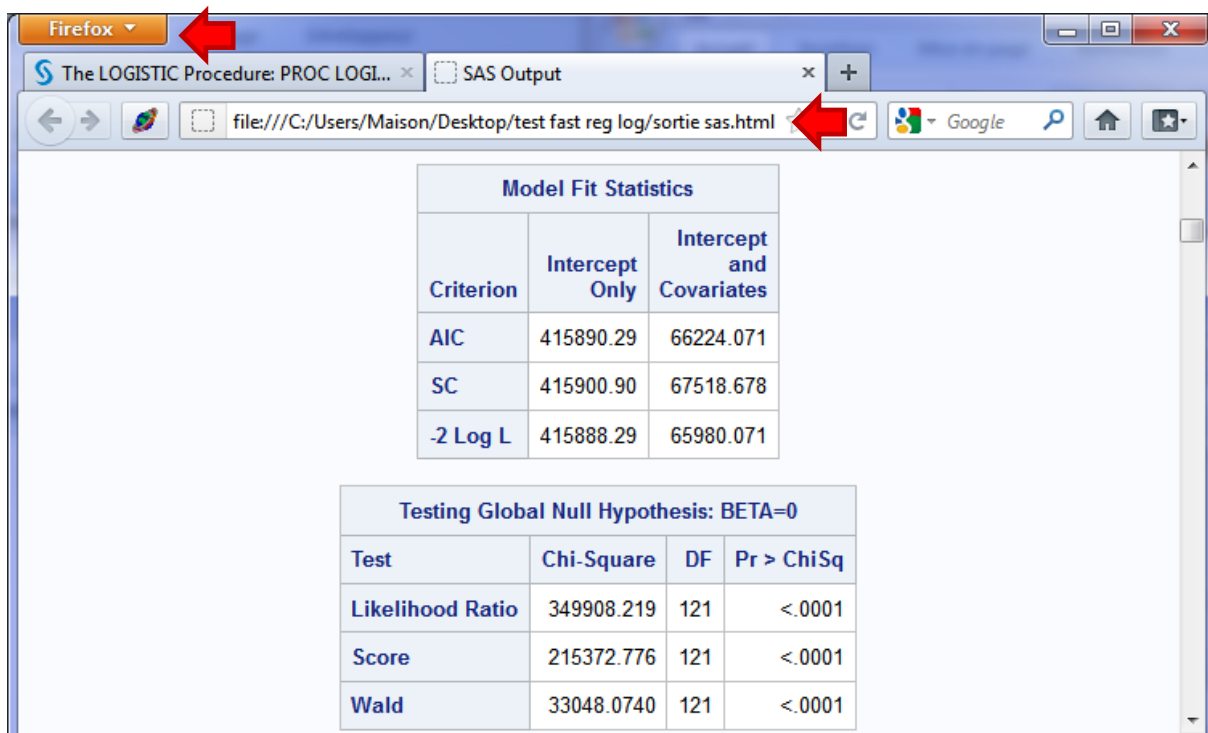 Firefox
The LOGISTIC Procedure: PROC LOGI... × SAS Output × +
file:///C:/Users/Maison/Desktop/test fast reg log/sortie sas.html Google
Model Fit Statistics
Criterion Intercept Only Intercept and Covariates
AIC 415890.29 66224.071
SC 415900.90 67518.678
-2 Log L 415888.29 65980.071
Testing Global Null Hypothesis: BETA=0
Test Chi-Square DF Pr > ChiSq
Likelihood Ratio 349908.219 121 <.0001
Score 215372.776 121 <.0001
Wald 33048.0740 121 <.0001